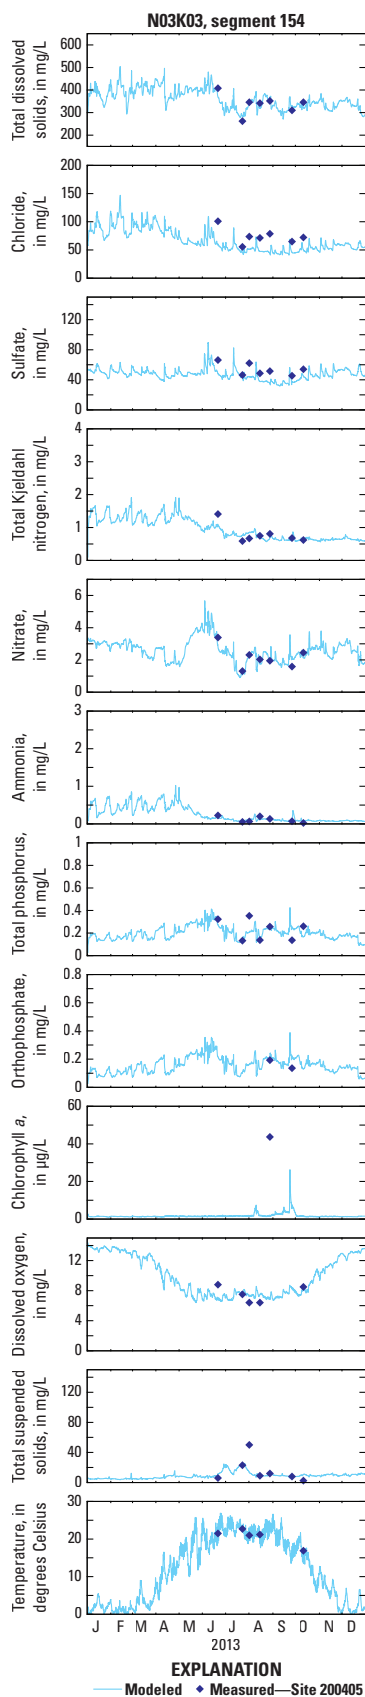 N03K03, segment 154
Total dissolved
solids, in mg/L
600
500
400
300
200
Chloride,
in mg/L
200
150
100
50
0
Sulfate,
in mg/L
120
80
40
0
Total Kjeldahl
nitrogen, in mg/L
4
3
2
1
0
Nitrate,
in mg/L
6
4
2
0
Ammonia,
in mg/L
3
2
1
0
Total phosphorus,
in mg/L
1
0.8
0.6
0.4
0.2
0
Orthophosphate,
in mg/L
0.8
0.6
0.4
0.2
0
Chlorophyll a,
in µg/L
60
40
20
0
Dissolved oxygen,
in mg/L
12
8
4
0
Total suspended
solids, in mg/L
120
80
40
0
Temperature, in
degrees Celsius
30
20
10
0
J F M A M J J A S O N D
2013
EXPLANATION
Modeled Measured—Site 200405